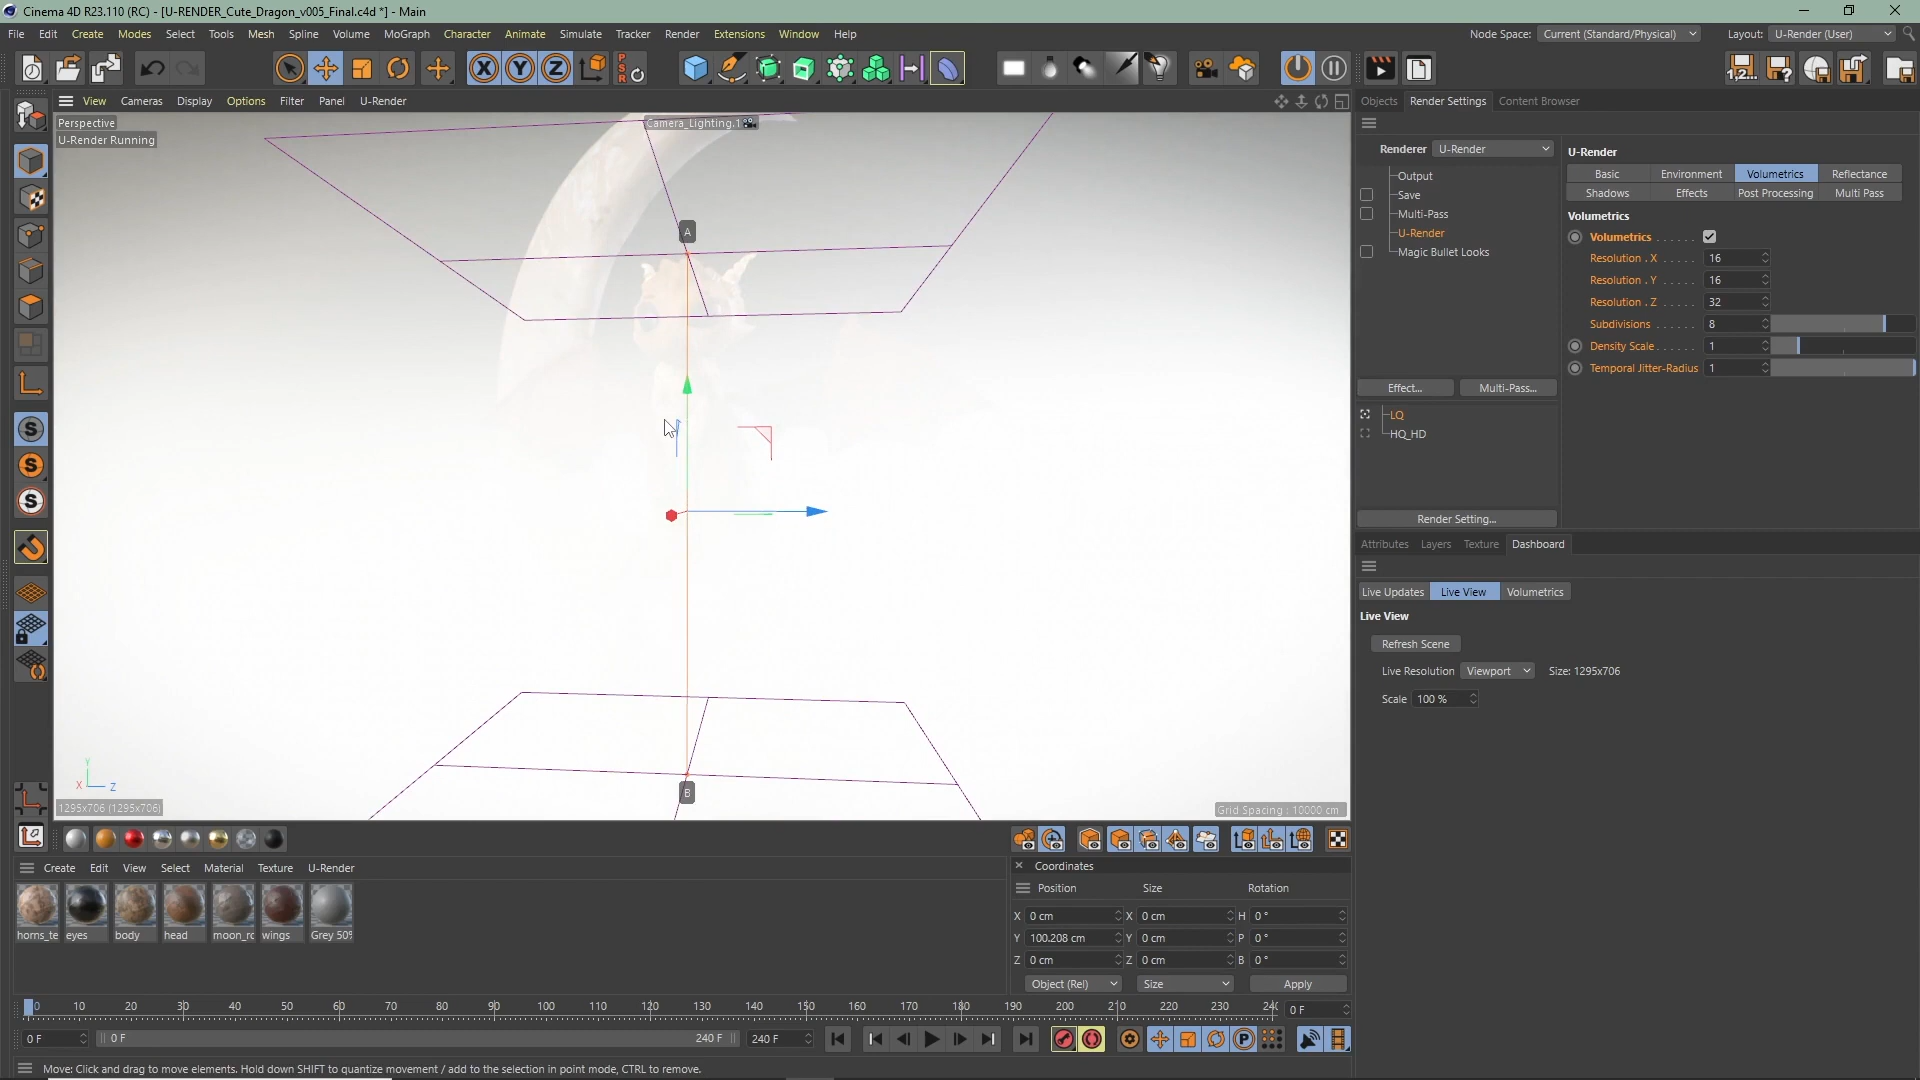 Cinema 4D R23.110 (RC) - [U-RENDER_Cute_Dragon_v005_Final.c4d *] - Main
File Edit Create Modes Select Tools Mesh Spline Volume MoGraph Character Animate Simulate Tracker Render Extensions Window Help
Node Space: Current (Standard/Physical) Layout: U-Render (User)
View Cameras Display Options Filter Panel U-Render
Objects Render Settings Content Browser
Perspective
Camera_Lighting.1
U-Render Running
Renderer U-Render
U-Render
Basic Environment Volumetrics Reflectance
Shadows Effects Post Processing Multi Pass
Output
Save
Multi-Pass
U-Render
Magic Bullet Looks
Volumetrics
Volumetrics
Resolution . X 16
Resolution . Y 16
Resolution . Z 32
Subdivisions 8
Density Scale 1
Temporal Jitter-Radius 1
Effect... Multi-Pass...
LQ
HQ_HD
Render Setting...
A
B
Attributes Layers Texture Dashboard
Live Updates Live View Volumetrics
Live View
Refresh Scene
Live Resolution Viewport Size: 1295x706
Scale 100 %
Y
X Z
1295x706 (1295x706)
Grid Spacing : 10000 cm
Create Edit View Select Material Texture U-Render
horns_te eyes body head moon_rc wings Grey 50%
Coordinates
Position Size Rotation
X 0 cm X 0 cm H 0 °
Y 100.208 cm Y 0 cm P 0 °
Z 0 cm Z 0 cm B 0 °
Object (Rel) Size Apply
0 10 20 30 40 50 60 70 80 90 100 110 120 130 140 150 160 170 180 190 200 210 220 230 24( 0 F
0 F 0 F 240 F 240 F
Move: Click and drag to move elements. Hold down SHIFT to quantize movement / add to the selection in point mode, CTRL to remove.